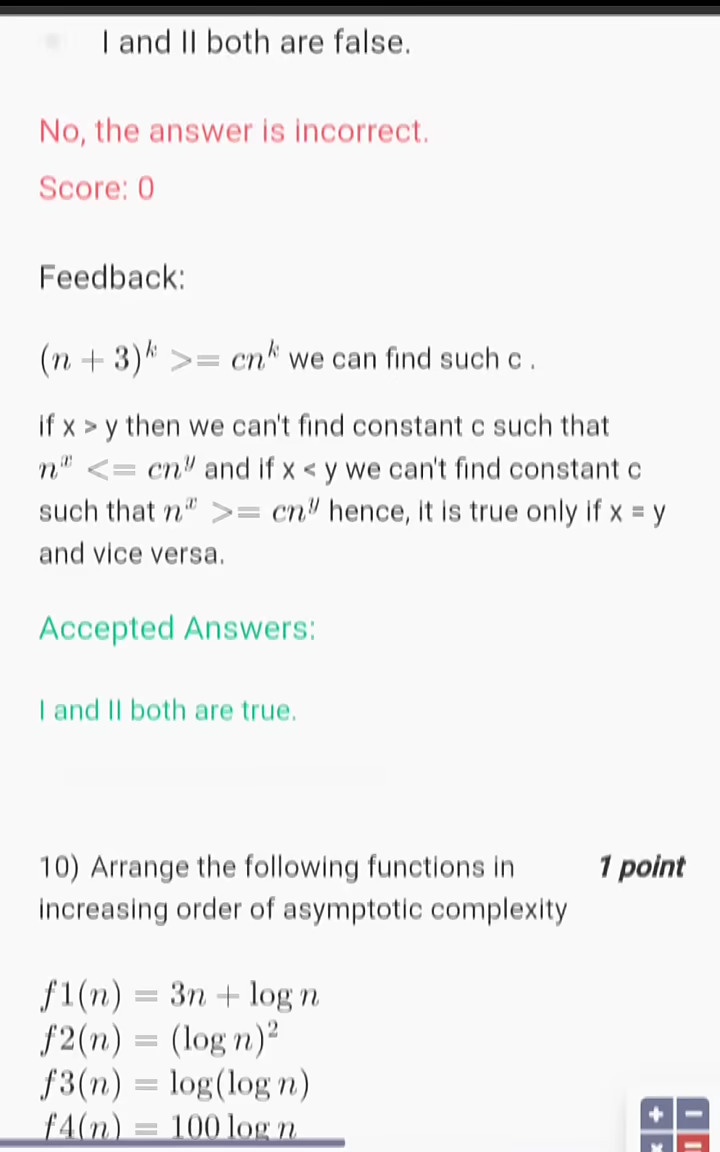 I and II both are false.
No, the answer is incorrect.
Score: 0
Feedback:
(n + 3)^k >= cn^k we can find such c .
if x > y then we can't find constant c such that
n^x <= cn^y and if x < y we can't find constant c
such that n^x >= cn^y hence, it is true only if x = y
and vice versa.
Accepted Answers:
I and II both are true.
10) Arrange the following functions in 1 point
increasing order of asymptotic complexity
f1(n) = 3n + log n
f2(n) = (log n)²
f3(n) = log(log n)
f4(n) = 100 log n